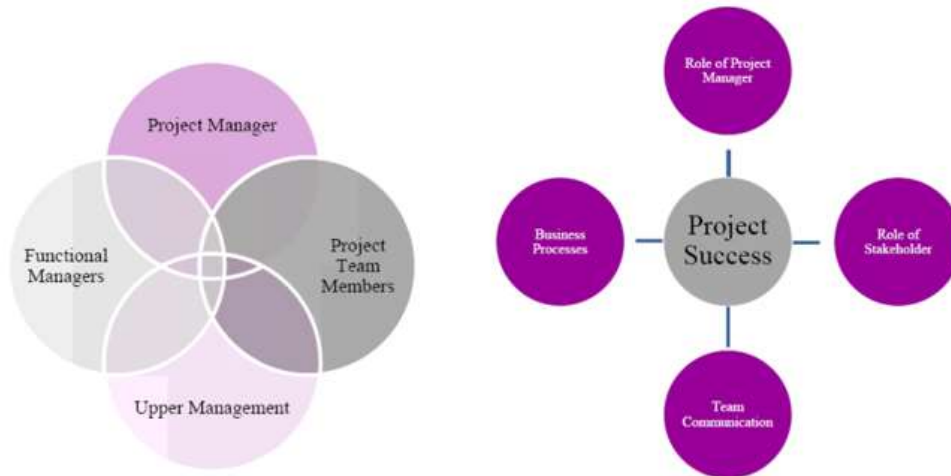 Project Manager
Functional
Managers
Project
Team
Members
Upper Management
Role of Project
Manager
Business
Processes
Project
Success
Role of
Stakeholder
Team
Communication